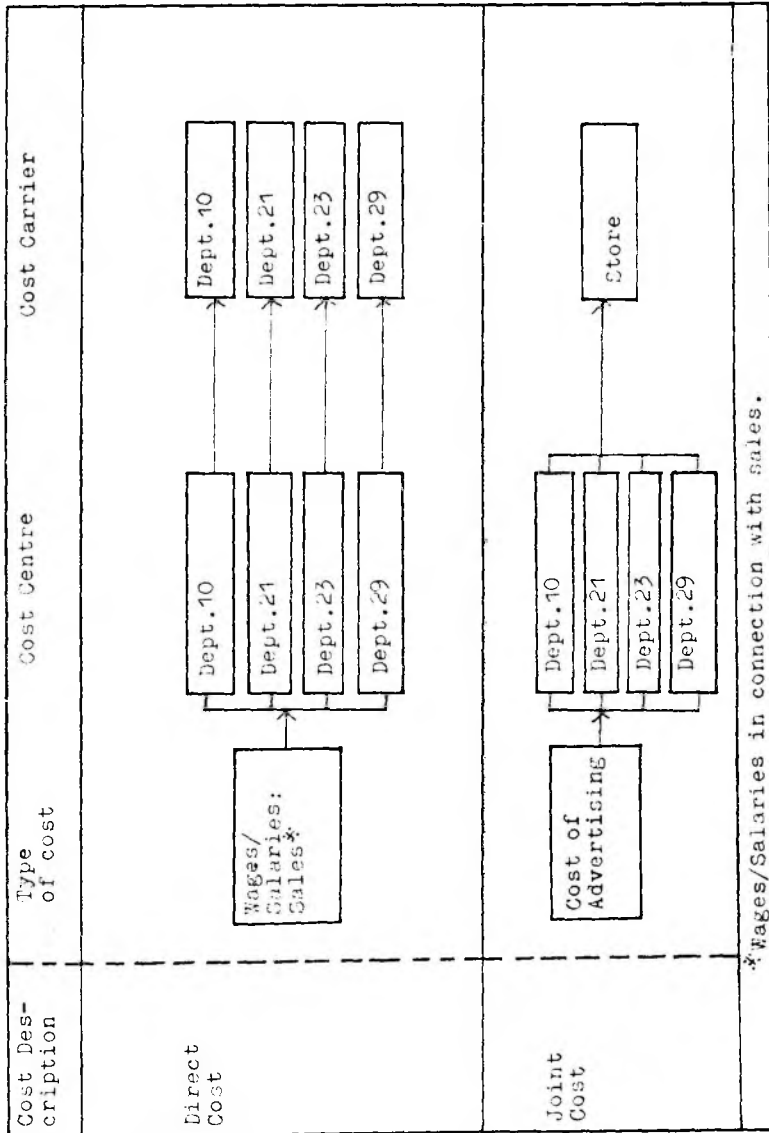 Cost Des-
cription
Type
of cost
Cost Centre
Cost Carrier
Direct
Cost
Wages/
Salaries:
Sales*
Dept.10
Dept.21
Dept.23
Dept.29
Dept.10
Dept.21
Dept.23
Dept.29
Joint
Cost
Cost of
Advertising
Dept.10
Dept.21
Dept.23
Dept.29
Store
*Wages/Salaries in connection with sales.